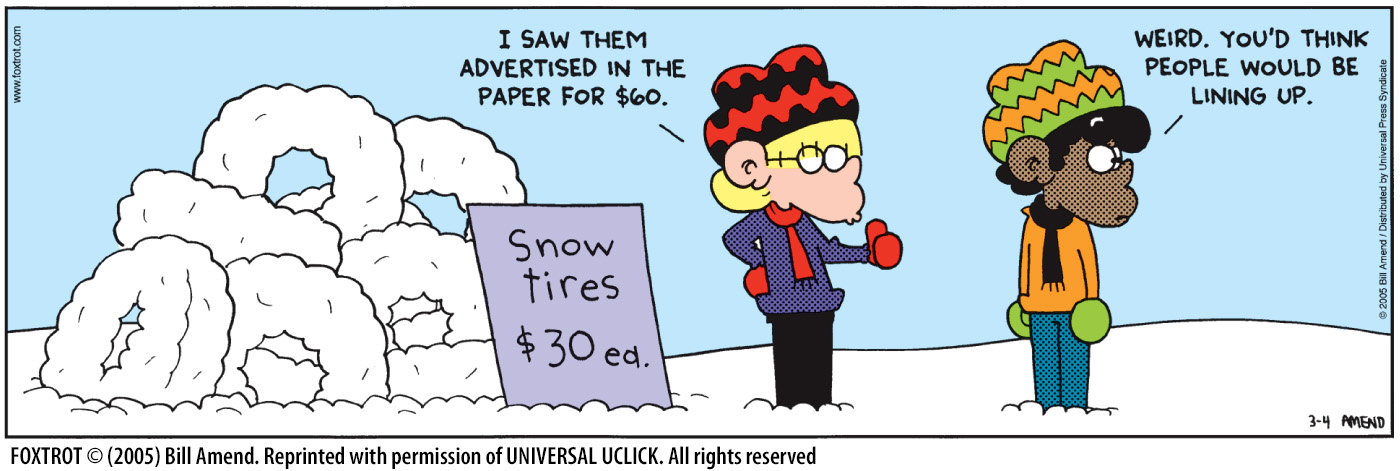 www.foxtrot.com
I SAW THEM
ADVERTISED IN THE
PAPER FOR $60.
WEIRD. YOU'D THINK
PEOPLE WOULD BE
LINING UP.
Snow
tires
$30 ea.
© 2005 Bill Amend / Distributed by Universal Press Syndicate
3-4 AMEND
FOXTROT © (2005) Bill Amend. Reprinted with permission of UNIVERSAL UCLICK. All rights reserved